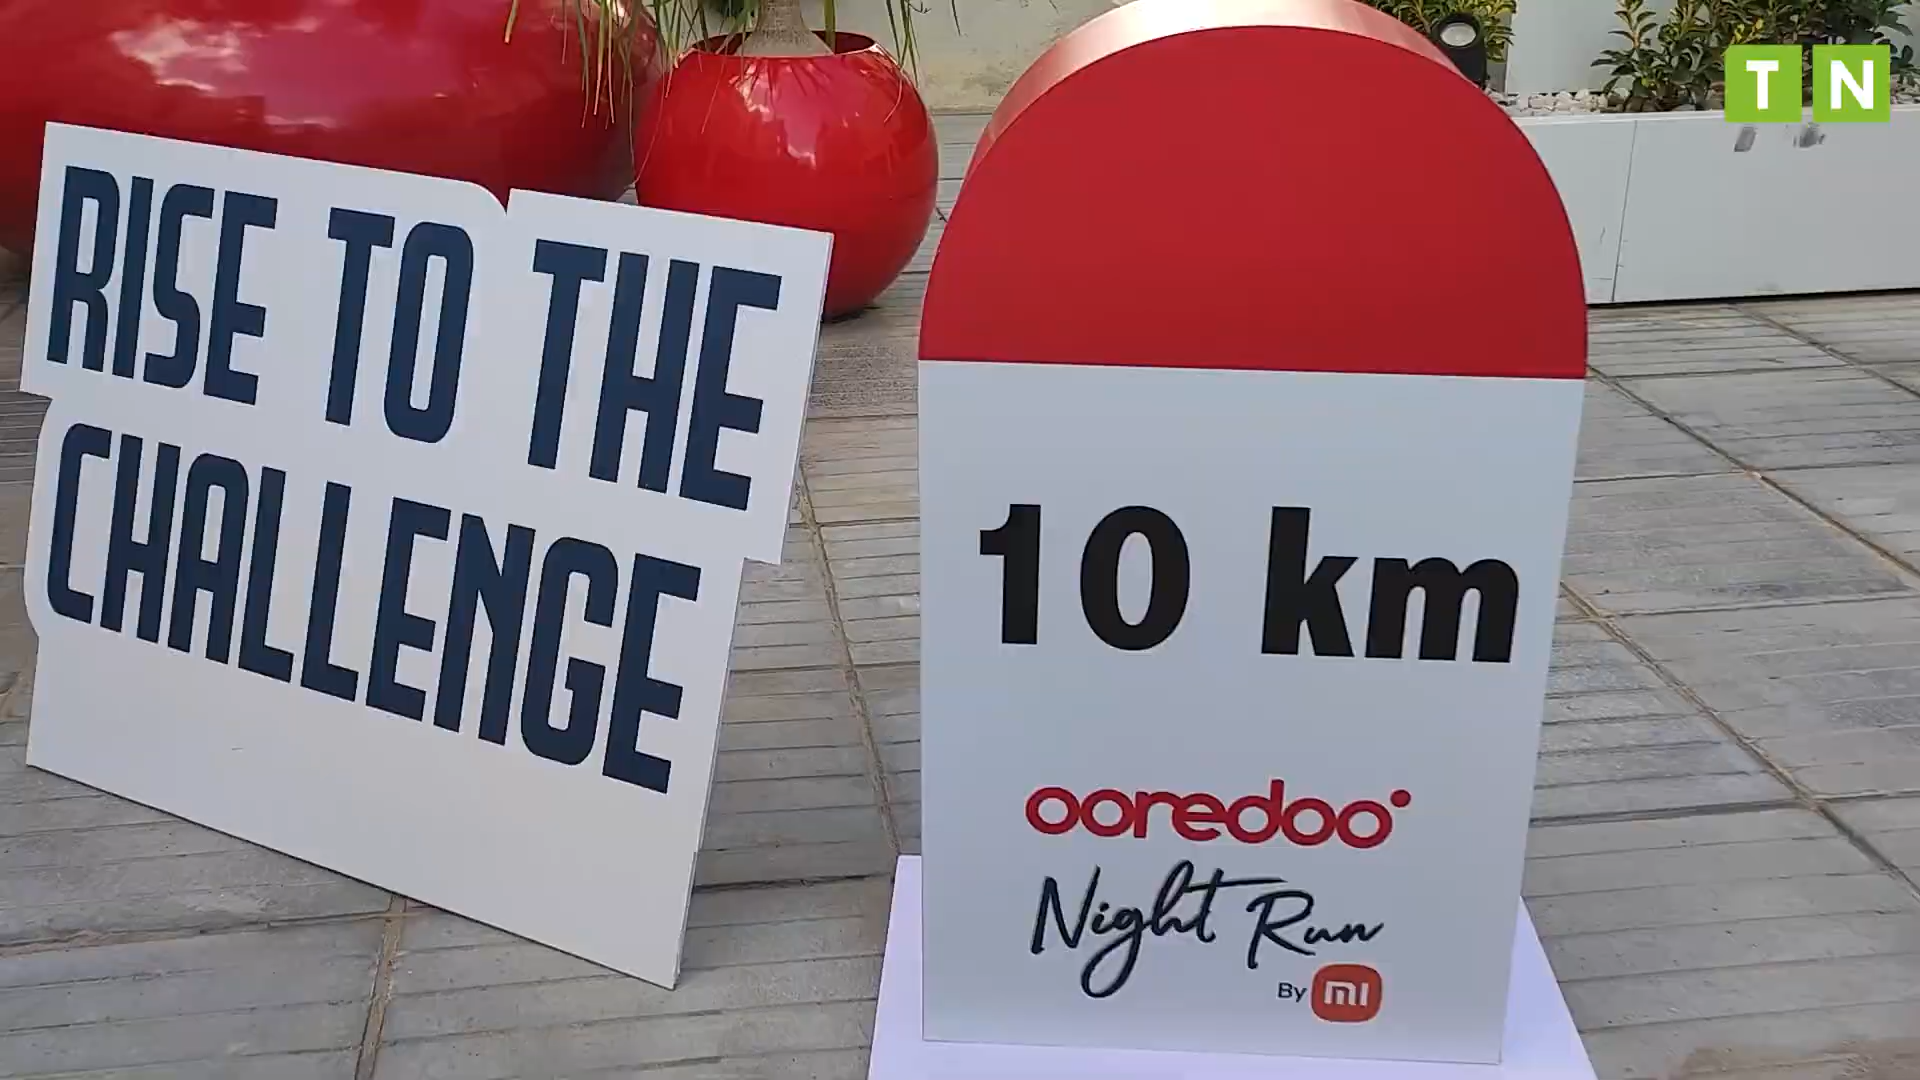 TN
RISE TO THE
CHALLENGE
10 km
ooredoo
Night Run
By mi